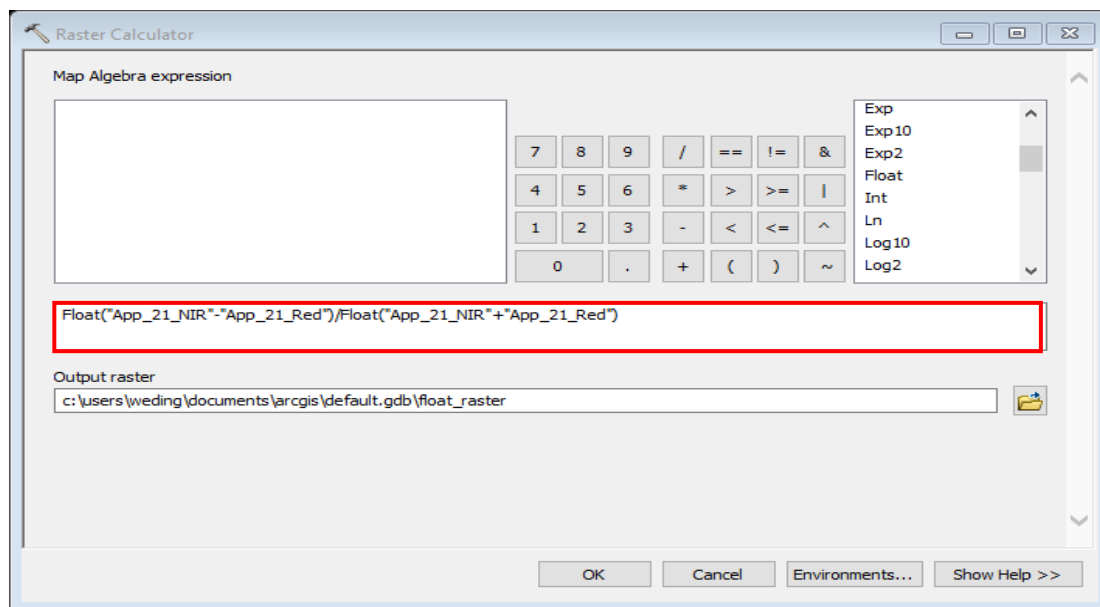 Raster Calculator
Map Algebra expression
7 8 9 / == != &
4 5 6 * > >= |
1 2 3 - < <= ^
0 . + ( ) ~
Exp
Exp10
Exp2
Float
Int
Ln
Log10
Log2
Float("App_21_NIR"-"App_21_Red")/Float("App_21_NIR"+"App_21_Red")
Output raster
c:\users\weding\documents\arcgis\default.gdb\float_raster
OK Cancel Environments... Show Help >>